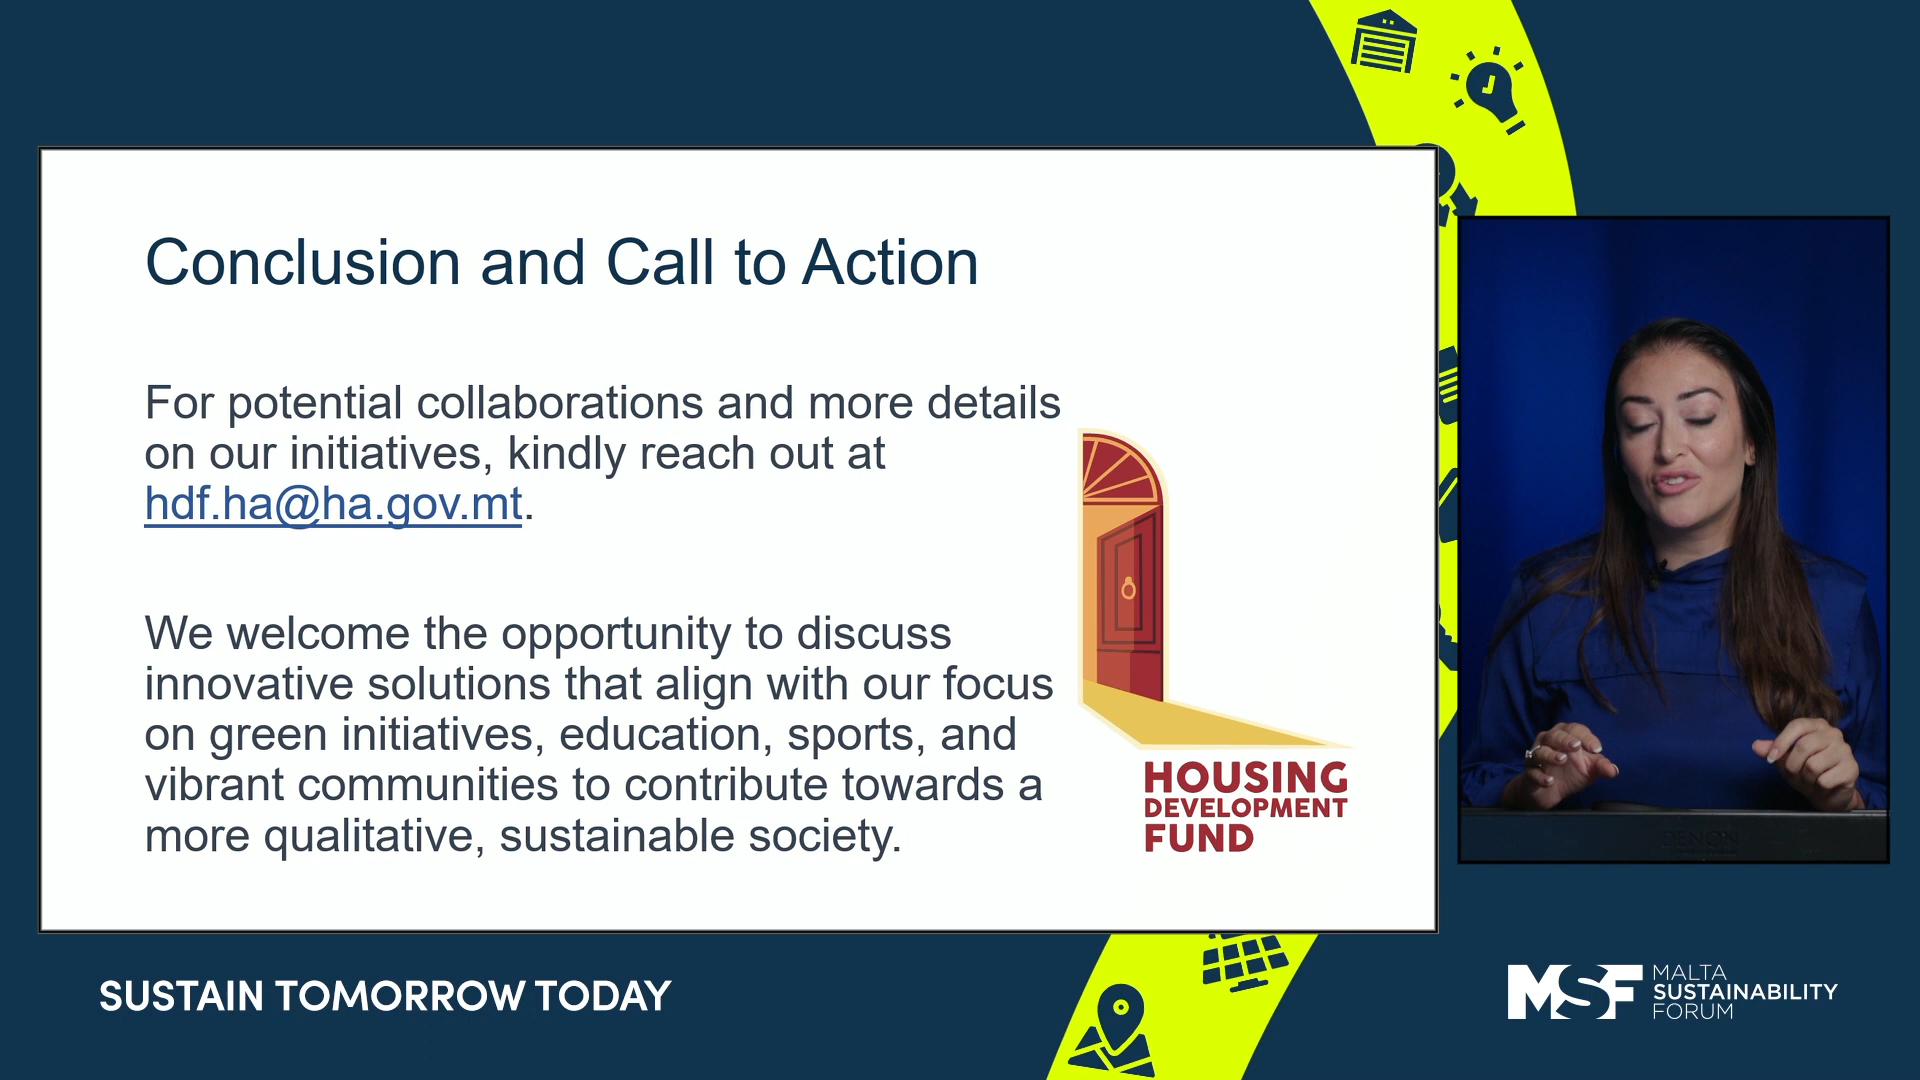 Conclusion and Call to Action
For potential collaborations and more details
on our initiatives, kindly reach out at
hdf.ha@ha.gov.mt.
We welcome the opportunity to discuss
innovative solutions that align with our focus
on green initiatives, education, sports, and
vibrant communities to contribute towards a
more qualitative, sustainable society.
HOUSING
DEVELOPMENT
FUND
DENON
SUSTAIN TOMORROW TODAY
MSF
MALTA
SUSTAINABILITY
FORUM